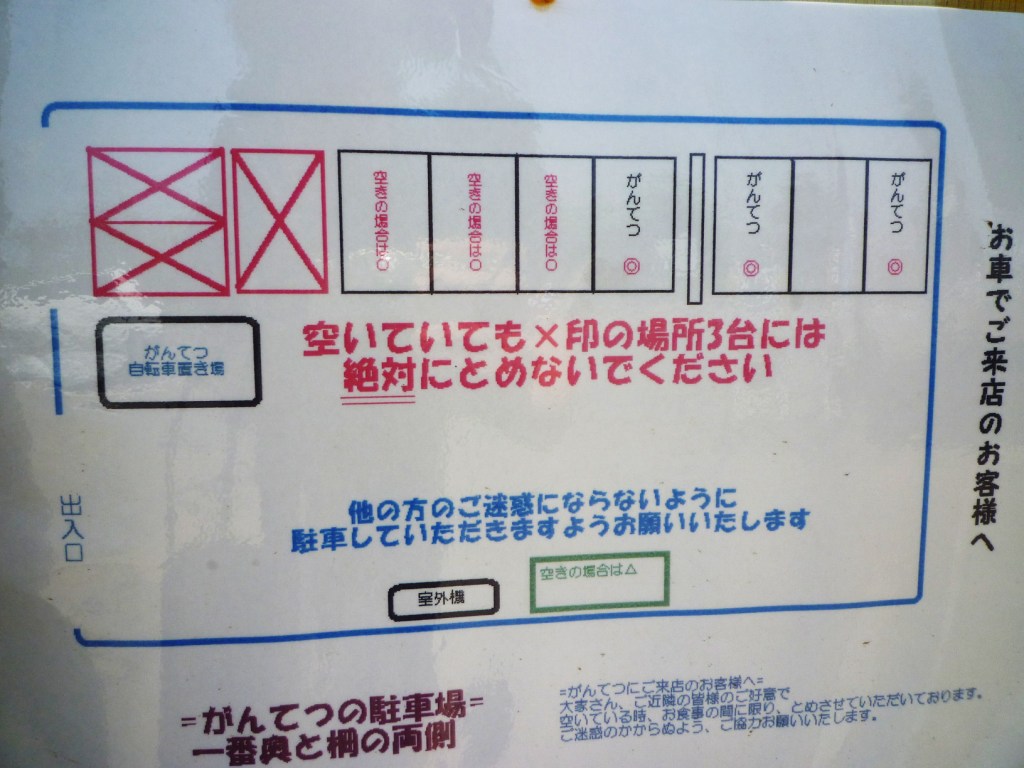 お車でご来店のお客様へ
空きの場合は○
空きの場合は○
空きの場合は○
がんてつ ◎
がんてつ ◎
がんてつ ◎
がんてつ
自転車置き場
空いていても×印の場所3台には
絶対にとめないでください
出入口
他の方のご迷惑にならないように
駐車していただきますようお願いいたします
室外機
空きの場合は△
=がんてつの駐車場=
一番奥と柵の両側
=がんてつにご来店のお客様へ=
大家さん、ご近隣の皆様のご好意で
空いている時、お食事の間に限り、とめさせていただいております。
ご迷惑のかからぬよう、ご協力お願いいたします。